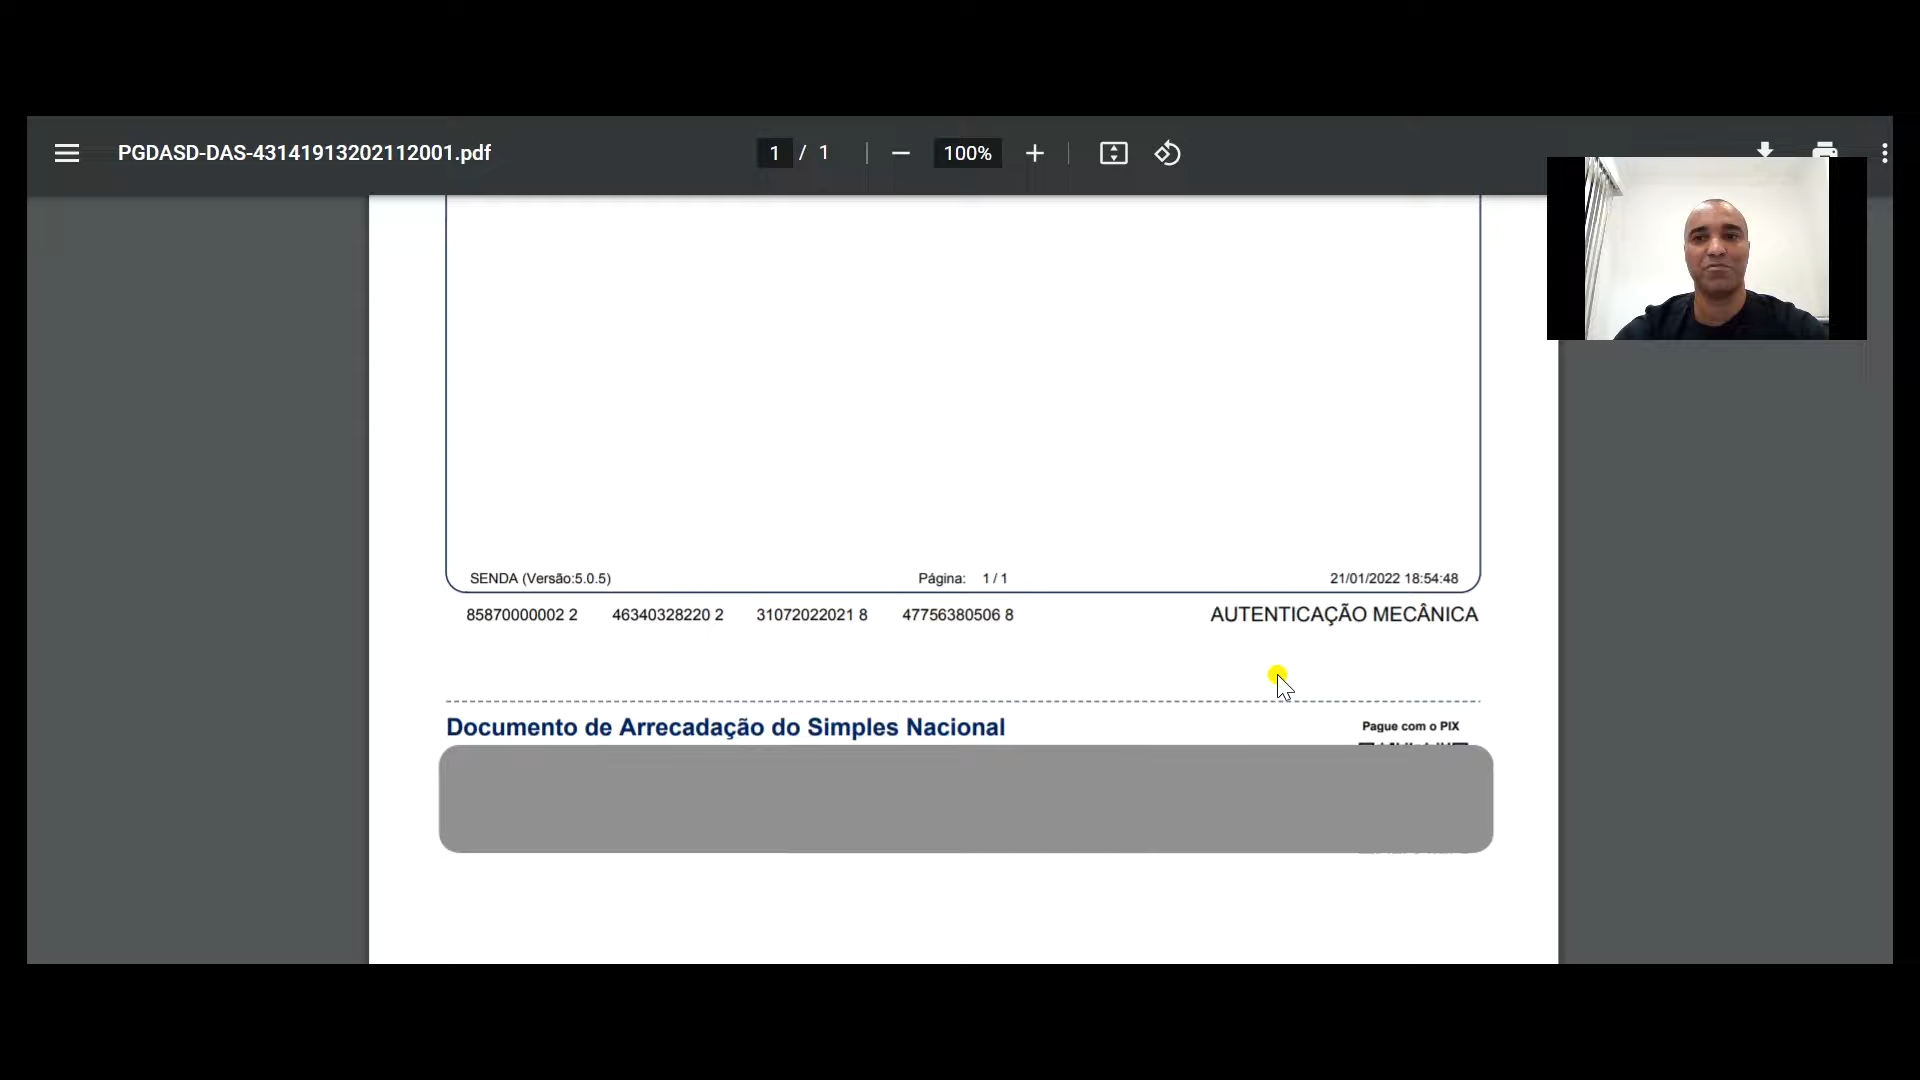 PGDASD-DAS-43141913202112001.pdf
1 / 1
100%
SENDA (Versão:5.0.5) Página: 1 / 1 21/01/2022 18:54:48
85870000002 2 46340328220 2 31072022021 8 47756380506 8 AUTENTICAÇÃO MECÂNICA
Documento de Arrecadação do Simples Nacional
Pague com o PIX